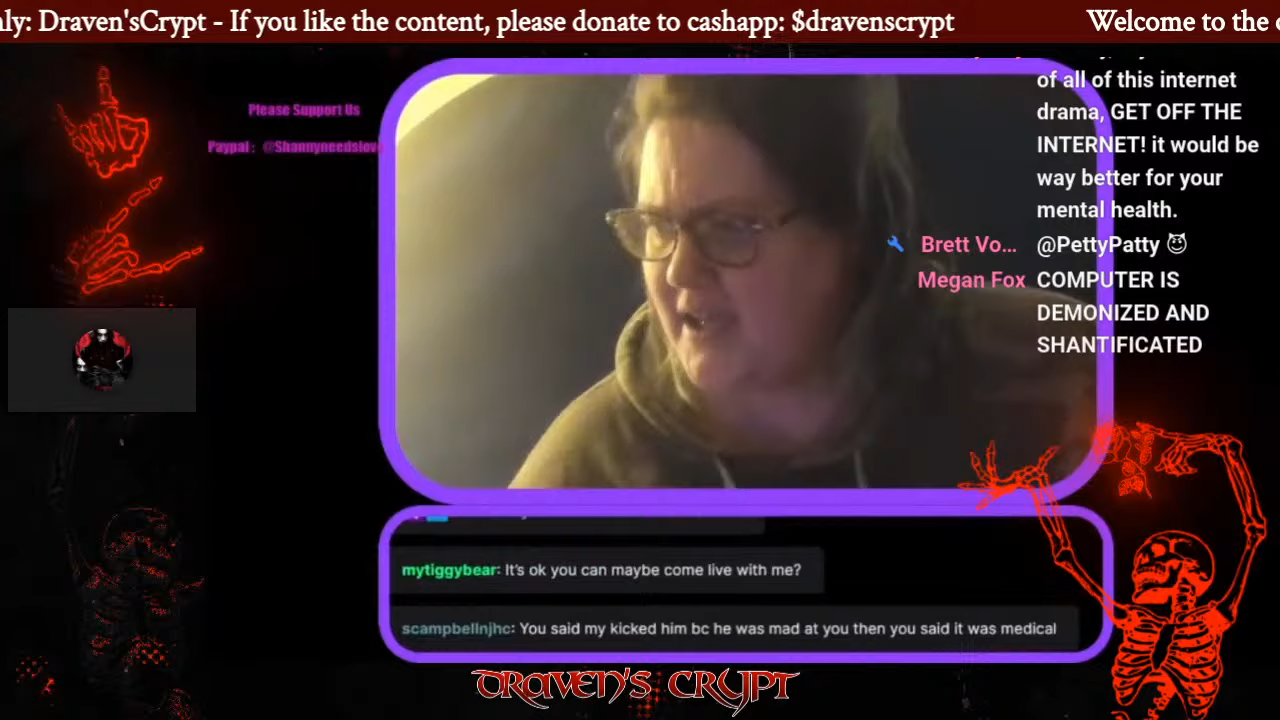 nly: Draven'sCrypt - If you like the content, please donate to cashapp: $dravenscrypt Welcome to the
Please Support Us
Paypal : @Shannyneedslove
of all of this internet
drama, GET OFF THE
INTERNET! it would be
way better for your
mental health.
Brett Vo... @PettyPatty 😈
Megan Fox COMPUTER IS
DEMONIZED AND
SHANTIFICATED
mytiggybear: It's ok you can maybe come live with me?
scampbellnjhc: You said my kicked him bc he was mad at you then you said it was medical
DRAVEN'S CRYPT